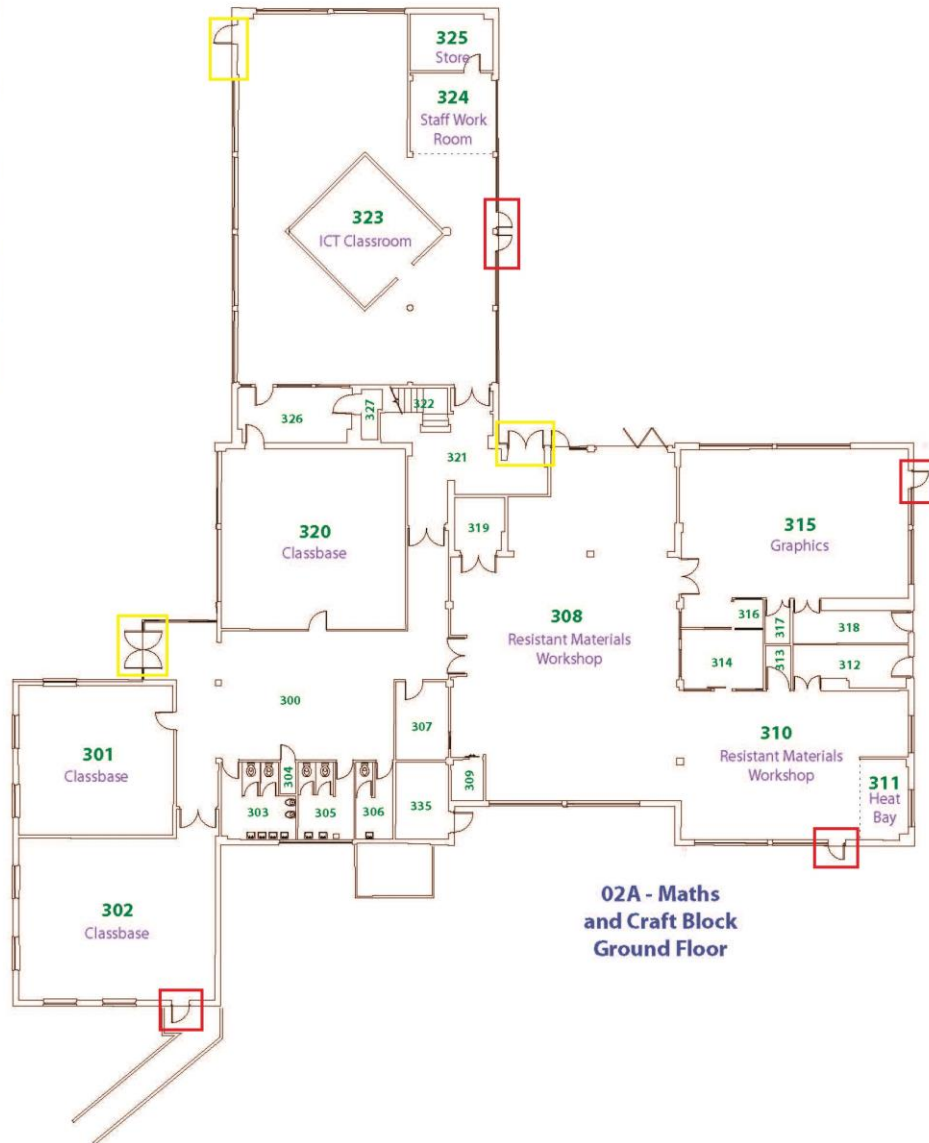 325
Store
324
Staff Work
Room
323
ICT Classroom
322
327
326
321
319
320
Classbase
315
Graphics
308
Resistant Materials
Workshop
316
317
318
314
313
312
300
307
301
Classbase
310
Resistant Materials
Workshop
311
Heat
Bay
304
309
303
305
306
335
302
Classbase
02A - Maths
and Craft Block
Ground Floor